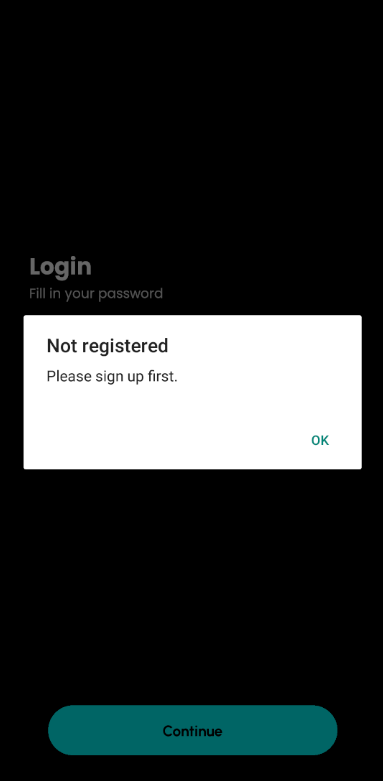 Login
Fill in your password
Not registered
Please sign up first.
OK
Continue